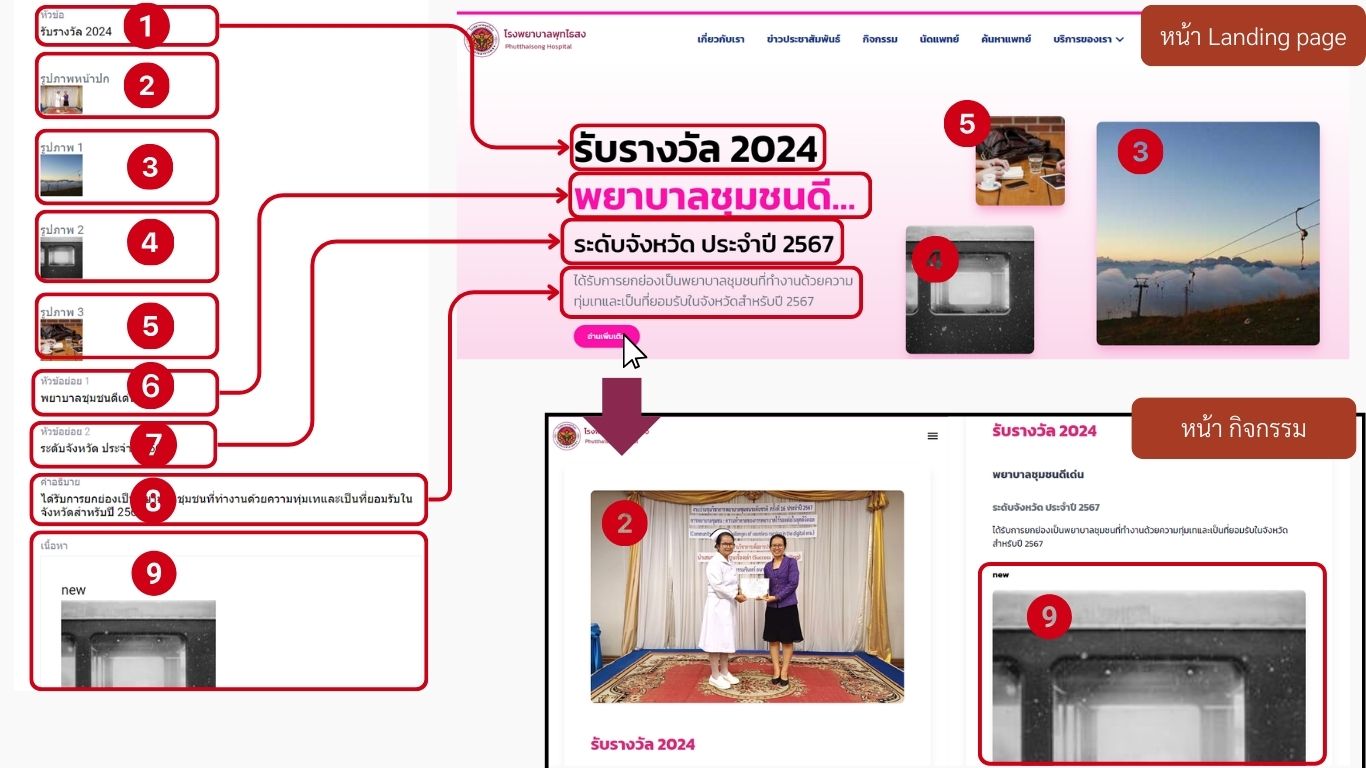 หัวข้อ
รับรางวัล 2024
1
รูปภาพหน้าปก
2
รูปภาพ 1
3
รูปภาพ 2
4
รูปภาพ 3
5
หัวข้อย่อย 1
พยาบาลชุมชนดีเด่น
6
หัวข้อย่อย 2
ระดับจังหวัด ประจำ
7
คำอธิบาย
ได้รับการยกย่องเป็น ชุมชนที่ทำงานด้วยความทุ่มเทและเป็นที่ยอมรับใน
จังหวัดสำหรับปี
8
เนื้อหา
9
new
โรงพยาบาลพุทไธสง
Phutthaisong Hospital
เกี่ยวกับเรา ข่าวประชาสัมพันธ์ กิจกรรม นัดแพทย์ ค้นหาแพทย์ บริการของเรา
หน้า Landing page
รับรางวัล 2024
พยาบาลชุมชนดี...
ระดับจังหวัด ประจำปี 2567
ได้รับการยกย่องเป็นพยาบาลชุมชนที่ทำงานด้วยความ
ทุ่มเทและเป็นที่ยอมรับในจังหวัดสำหรับปี 2567
อ่านเพิ่มเติม
5
3
4
หน้า กิจกรรม
2
รับรางวัล 2024
รับรางวัล 2024
พยาบาลชุมชนดีเด่น
ระดับจังหวัด ประจำปี 2567
ได้รับการยกย่องเป็นพยาบาลชุมชนที่ทำงานด้วยความทุ่มเทและเป็นที่ยอมรับในจังหวัด
สำหรับปี 2567
new
9